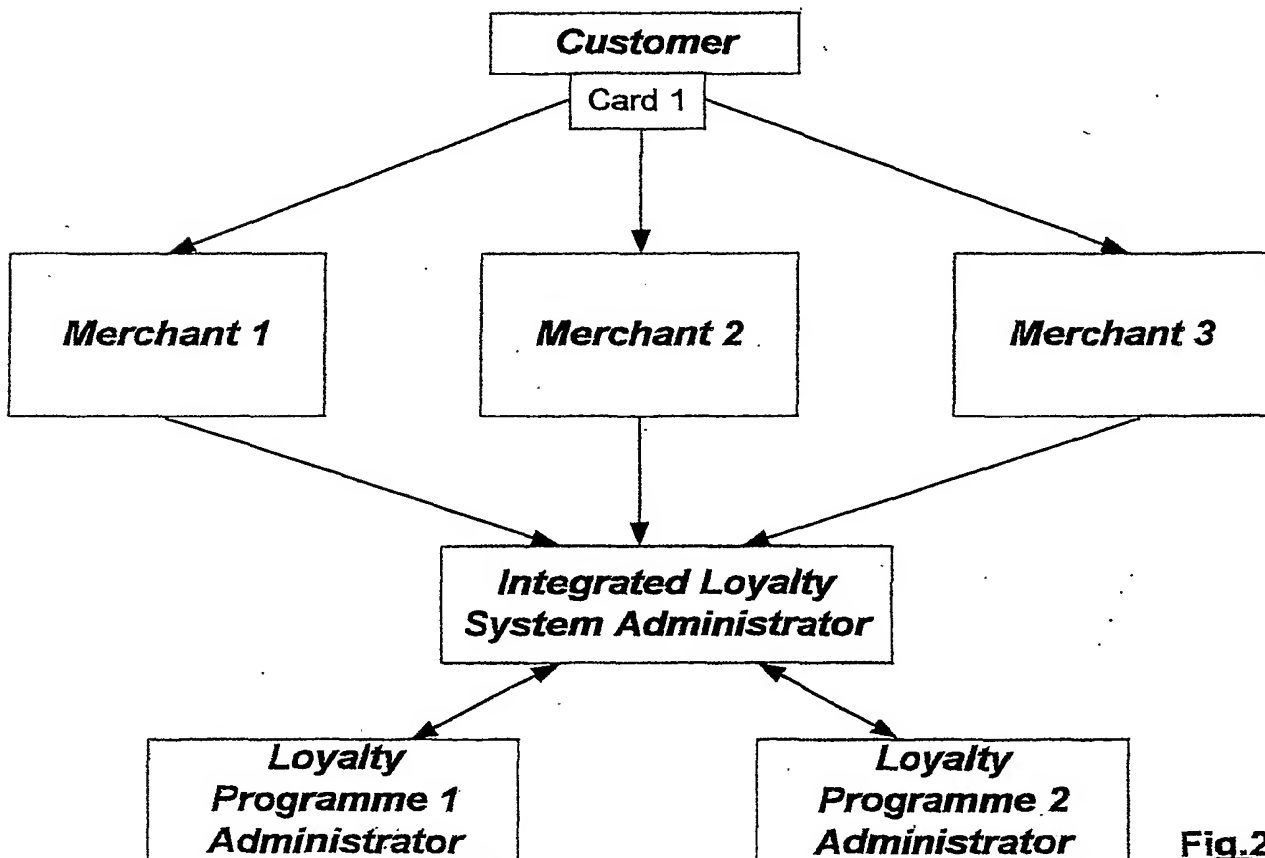 Customer
Card 1
Merchant 1
Merchant 2
Merchant 3
Integrated Loyalty
System Administrator
Loyalty
Programme 1
Administrator
Loyalty
Programme 2
Administrator
Fig.2